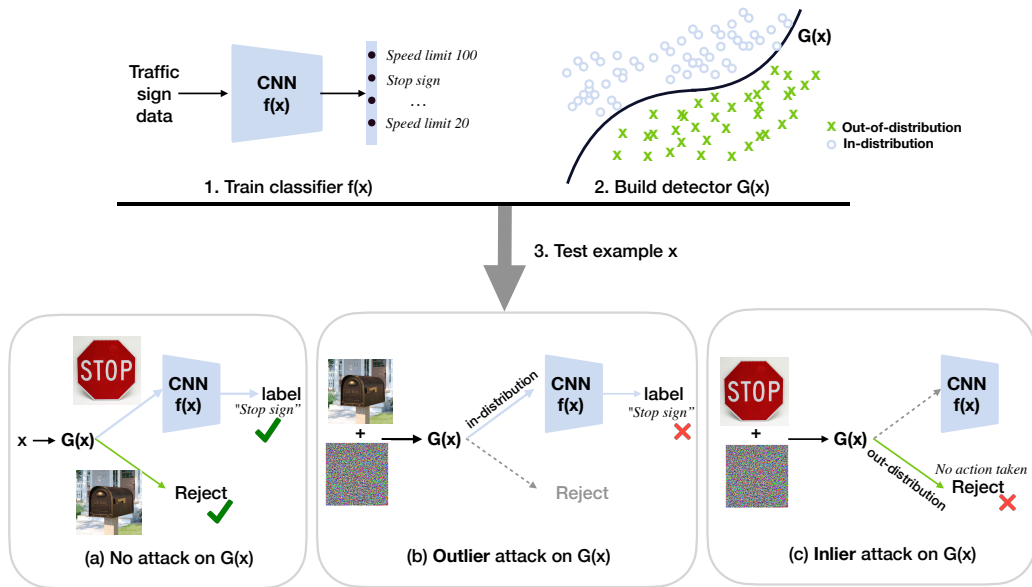 Traffic
sign
data
CNN
f(x)
Speed limit 100
Stop sign
...
Speed limit 20
1. Train classifier f(x)
G(x)
x Out-of-distribution
In-distribution
2. Build detector G(x)
3. Test example x
STOP
CNN
f(x)
label
"Stop sign”
x
G(x)
Reject
(a) No attack on G(x)
+
G(x)
in-distribution
CNN
f(x)
label
"Stop sign”
Reject
(b) Outlier attack on G(x)
STOP
+
G(x)
CNN
f(x)
out-distribution
No action taken
Reject
(c) Inlier attack on G(x)